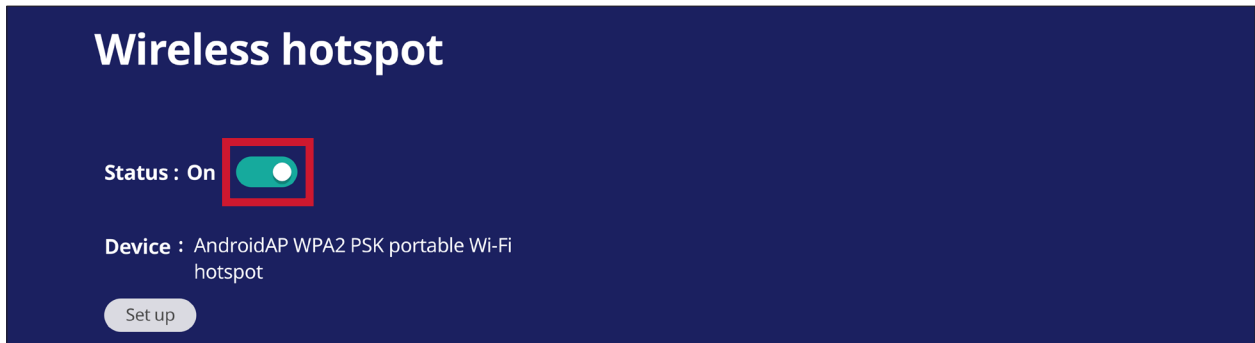 Wireless hotspot
Status : On
Device : AndroidAP WPA2 PSK portable Wi-Fi
hotspot
Set up